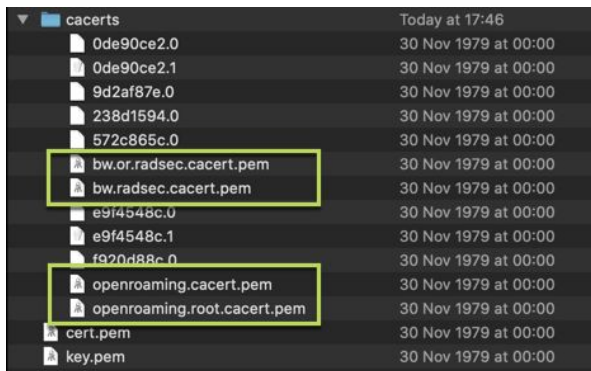 cacerts Today at 17:46
0de90ce2.0 30 Nov 1979 at 00:00
0de90ce2.1 30 Nov 1979 at 00:00
9d2af87e.0 30 Nov 1979 at 00:00
238d1594.0 30 Nov 1979 at 00:00
572c865c.0 30 Nov 1979 at 00:00
bw.or.radsec.cacert.pem 30 Nov 1979 at 00:00
bw.radsec.cacert.pem 30 Nov 1979 at 00:00
e9f4548c.0 30 Nov 1979 at 00:00
e9f4548c.1 30 Nov 1979 at 00:00
f920d88c.0 30 Nov 1979 at 00:00
openroaming.cacert.pem 30 Nov 1979 at 00:00
openroaming.root.cacert.pem 30 Nov 1979 at 00:00
cert.pem 30 Nov 1979 at 00:00
key.pem 30 Nov 1979 at 00:00